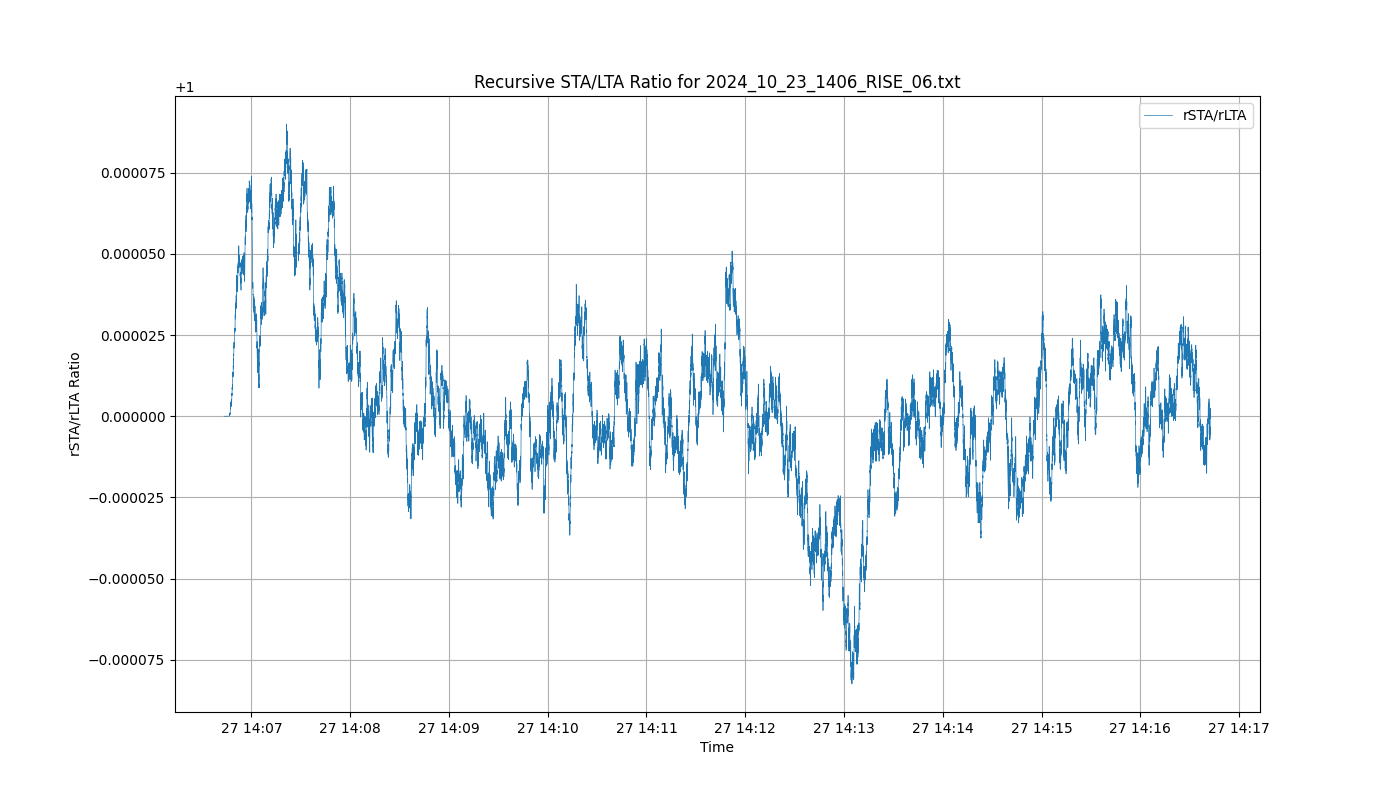 Recursive STA/LTA Ratio for 2024_10_23_1406_RISE_06.txt
+1
rSTA/rLTA
0.000075
0.000050
0.000025
0.000000
−0.000025
−0.000050
−0.000075
rSTA/rLTA Ratio
27 14:07 27 14:08 27 14:09 27 14:10 27 14:11 27 14:12 27 14:13 27 14:14 27 14:15 27 14:16 27 14:17
Time